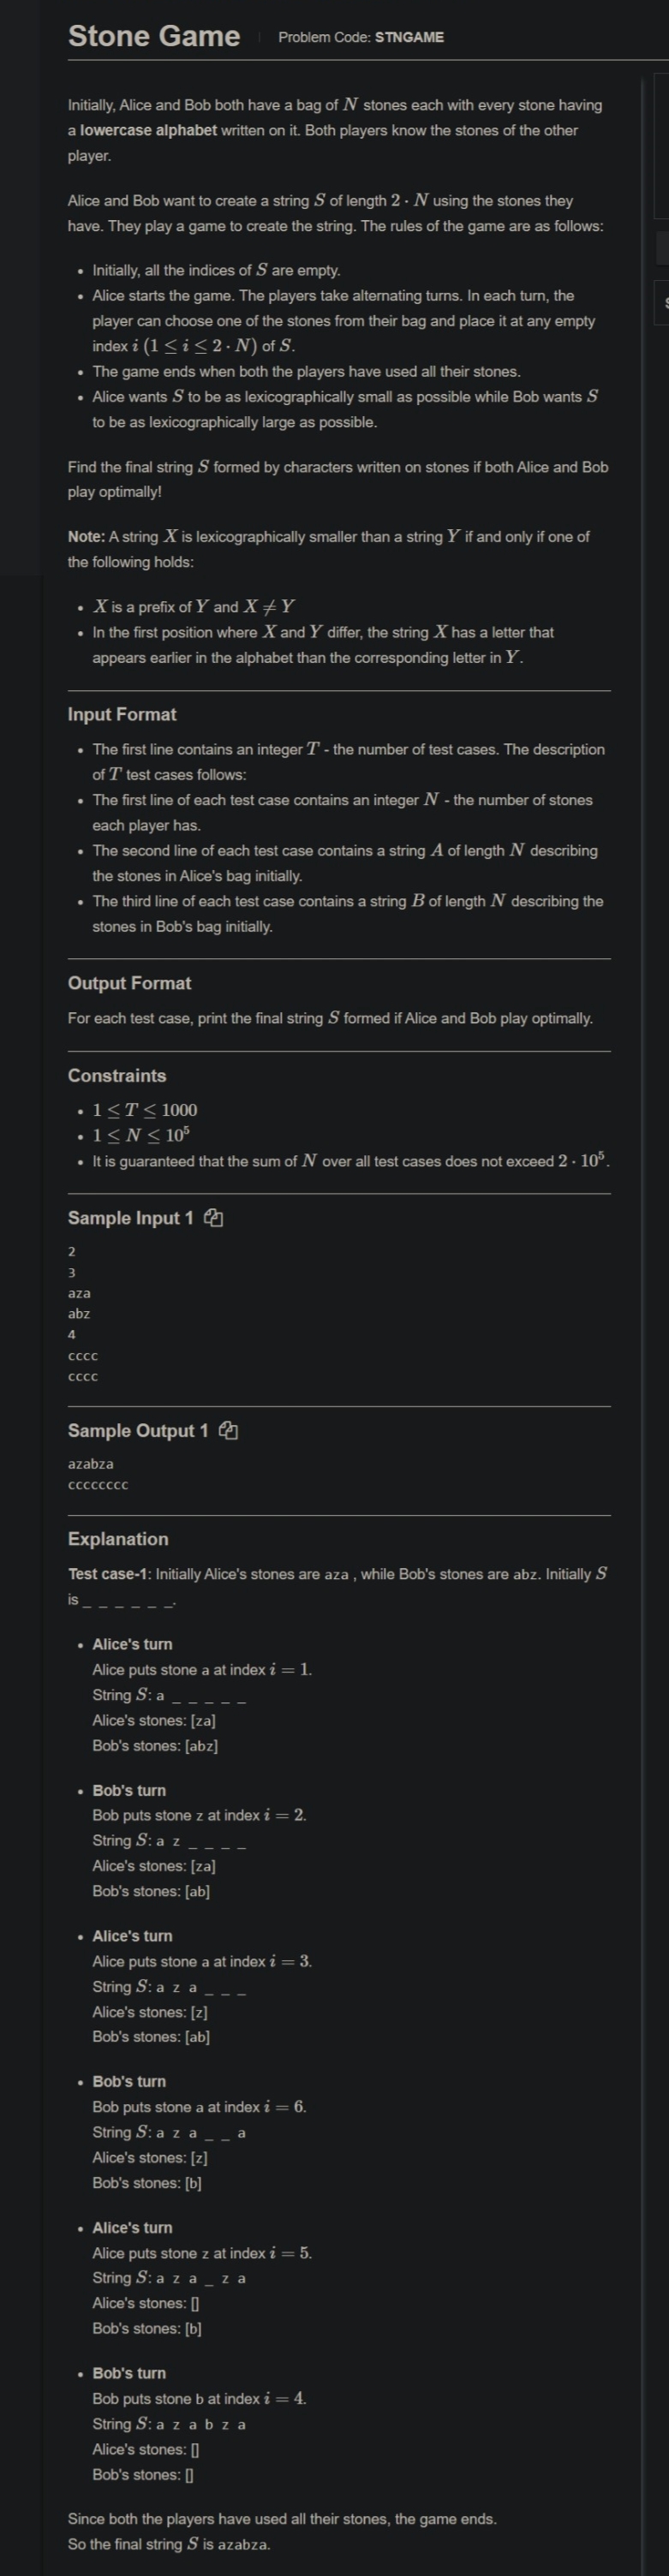 Stone Game | Problem Code: STNGAME
Initially, Alice and Bob both have a bag of N stones each with every stone having
a lowercase alphabet written on it. Both players know the stones of the other
player.
Alice and Bob want to create a string S of length 2 · N using the stones they
have. They play a game to create the string. The rules of the game are as follows:
• Initially, all the indices of S are empty.
• Alice starts the game. The players take alternating turns. In each turn, the
player can choose one of the stones from their bag and place it at any empty
index i (1 ≤ i ≤ 2 · N) of S.
• The game ends when both the players have used all their stones.
• Alice wants S to be as lexicographically small as possible while Bob wants S
to be as lexicographically large as possible.
Find the final string S formed by characters written on stones if both Alice and Bob
play optimally!
Note: A string X is lexicographically smaller than a string Y if and only if one of
the following holds:
• X is a prefix of Y and X ≠ Y
• In the first position where X and Y differ, the string X has a letter that
appears earlier in the alphabet than the corresponding letter in Y.
Input Format
• The first line contains an integer T - the number of test cases. The description
of T test cases follows:
• The first line of each test case contains an integer N - the number of stones
each player has.
• The second line of each test case contains a string A of length N describing
the stones in Alice's bag initially.
• The third line of each test case contains a string B of length N describing the
stones in Bob's bag initially.
Output Format
For each test case, print the final string S formed if Alice and Bob play optimally.
Constraints
• 1 ≤ T ≤ 1000
• 1 ≤ N ≤ 10⁵
• It is guaranteed that the sum of N over all test cases does not exceed 2 · 10⁵.
Sample Input 1
2
3
aza
abz
4
cccc
cccc
Sample Output 1
azabza
cccccccc
Explanation
Test case-1: Initially Alice's stones are aza , while Bob's stones are abz. Initially S
is _ _ _ _ _ _.
• Alice's turn
Alice puts stone a at index i = 1.
String S: a _ _ _ _ _
Alice's stones: [za]
Bob's stones: [abz]
• Bob's turn
Bob puts stone z at index i = 2.
String S: a z _ _ _ _
Alice's stones: [za]
Bob's stones: [ab]
• Alice's turn
Alice puts stone a at index i = 3.
String S: a z a _ _ _
Alice's stones: [z]
Bob's stones: [ab]
• Bob's turn
Bob puts stone a at index i = 6.
String S: a z a _ _ a
Alice's stones: [z]
Bob's stones: [b]
• Alice's turn
Alice puts stone z at index i = 5.
String S: a z a _ z a
Alice's stones: []
Bob's stones: [b]
• Bob's turn
Bob puts stone b at index i = 4.
String S: a z a b z a
Alice's stones: []
Bob's stones: []
Since both the players have used all their stones, the game ends.
So the final string S is azabza.